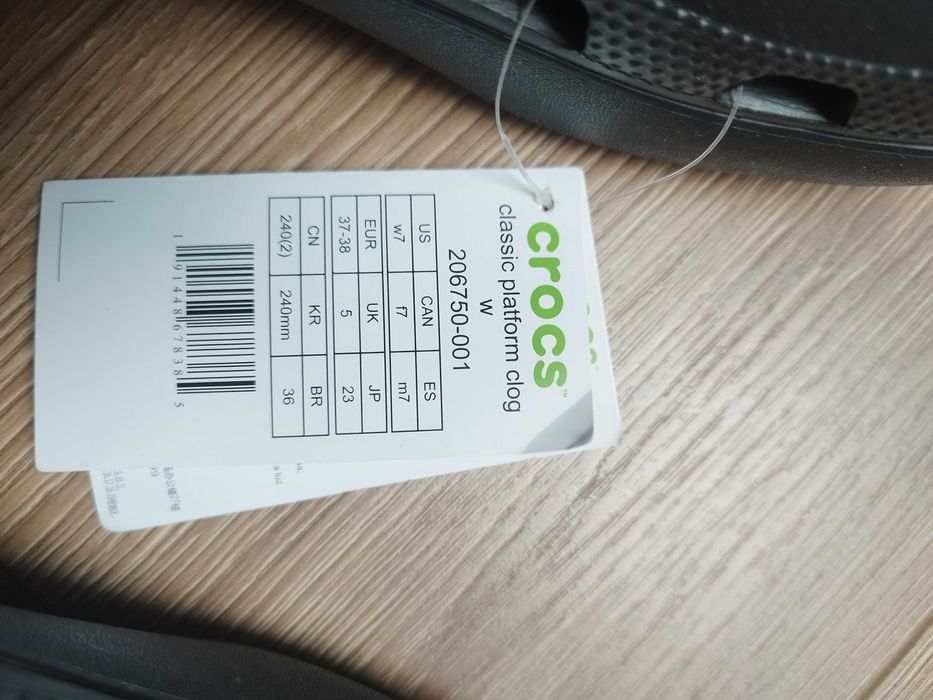 crocs™
classic platform clog
W
206750-001
US CAN ES
w7 f7 m7
EUR UK JP
37-38 5 23
CN KR BR
240(2) 240mm 36
1 91448 67838 5